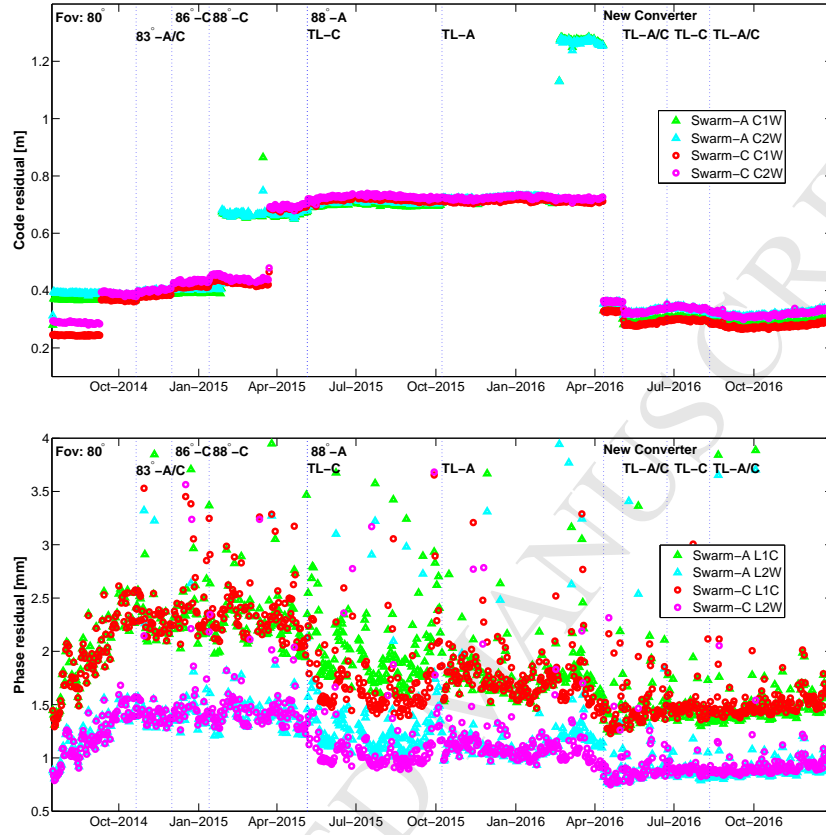 Fov: 80° 86°−C 88°−C 88°−A New Converter
83°−A/C TL−C TL−A TL−A/C TL−C TL−A/C
1.2
1
0.8
0.6
0.4
0.2
Code residual [m]
Swarm−A C1W
Swarm−A C2W
Swarm−C C1W
Swarm−C C2W
Oct−2014 Jan−2015 Apr−2015 Jul−2015 Oct−2015 Jan−2016 Apr−2016 Jul−2016 Oct−2016
4
Fov: 80° 86°−C 88°−C 88°−A New Converter
83°−A/C TL−C TL−A TL−A/C TL−C TL−A/C
3.5
3
2.5
2
1.5
1
0.5
Phase residual [mm]
Swarm−A L1C
Swarm−A L2W
Swarm−C L1C
Swarm−C L2W
Oct−2014 Jan−2015 Apr−2015 Jul−2015 Oct−2015 Jan−2016 Apr−2016 Jul−2016 Oct−2016